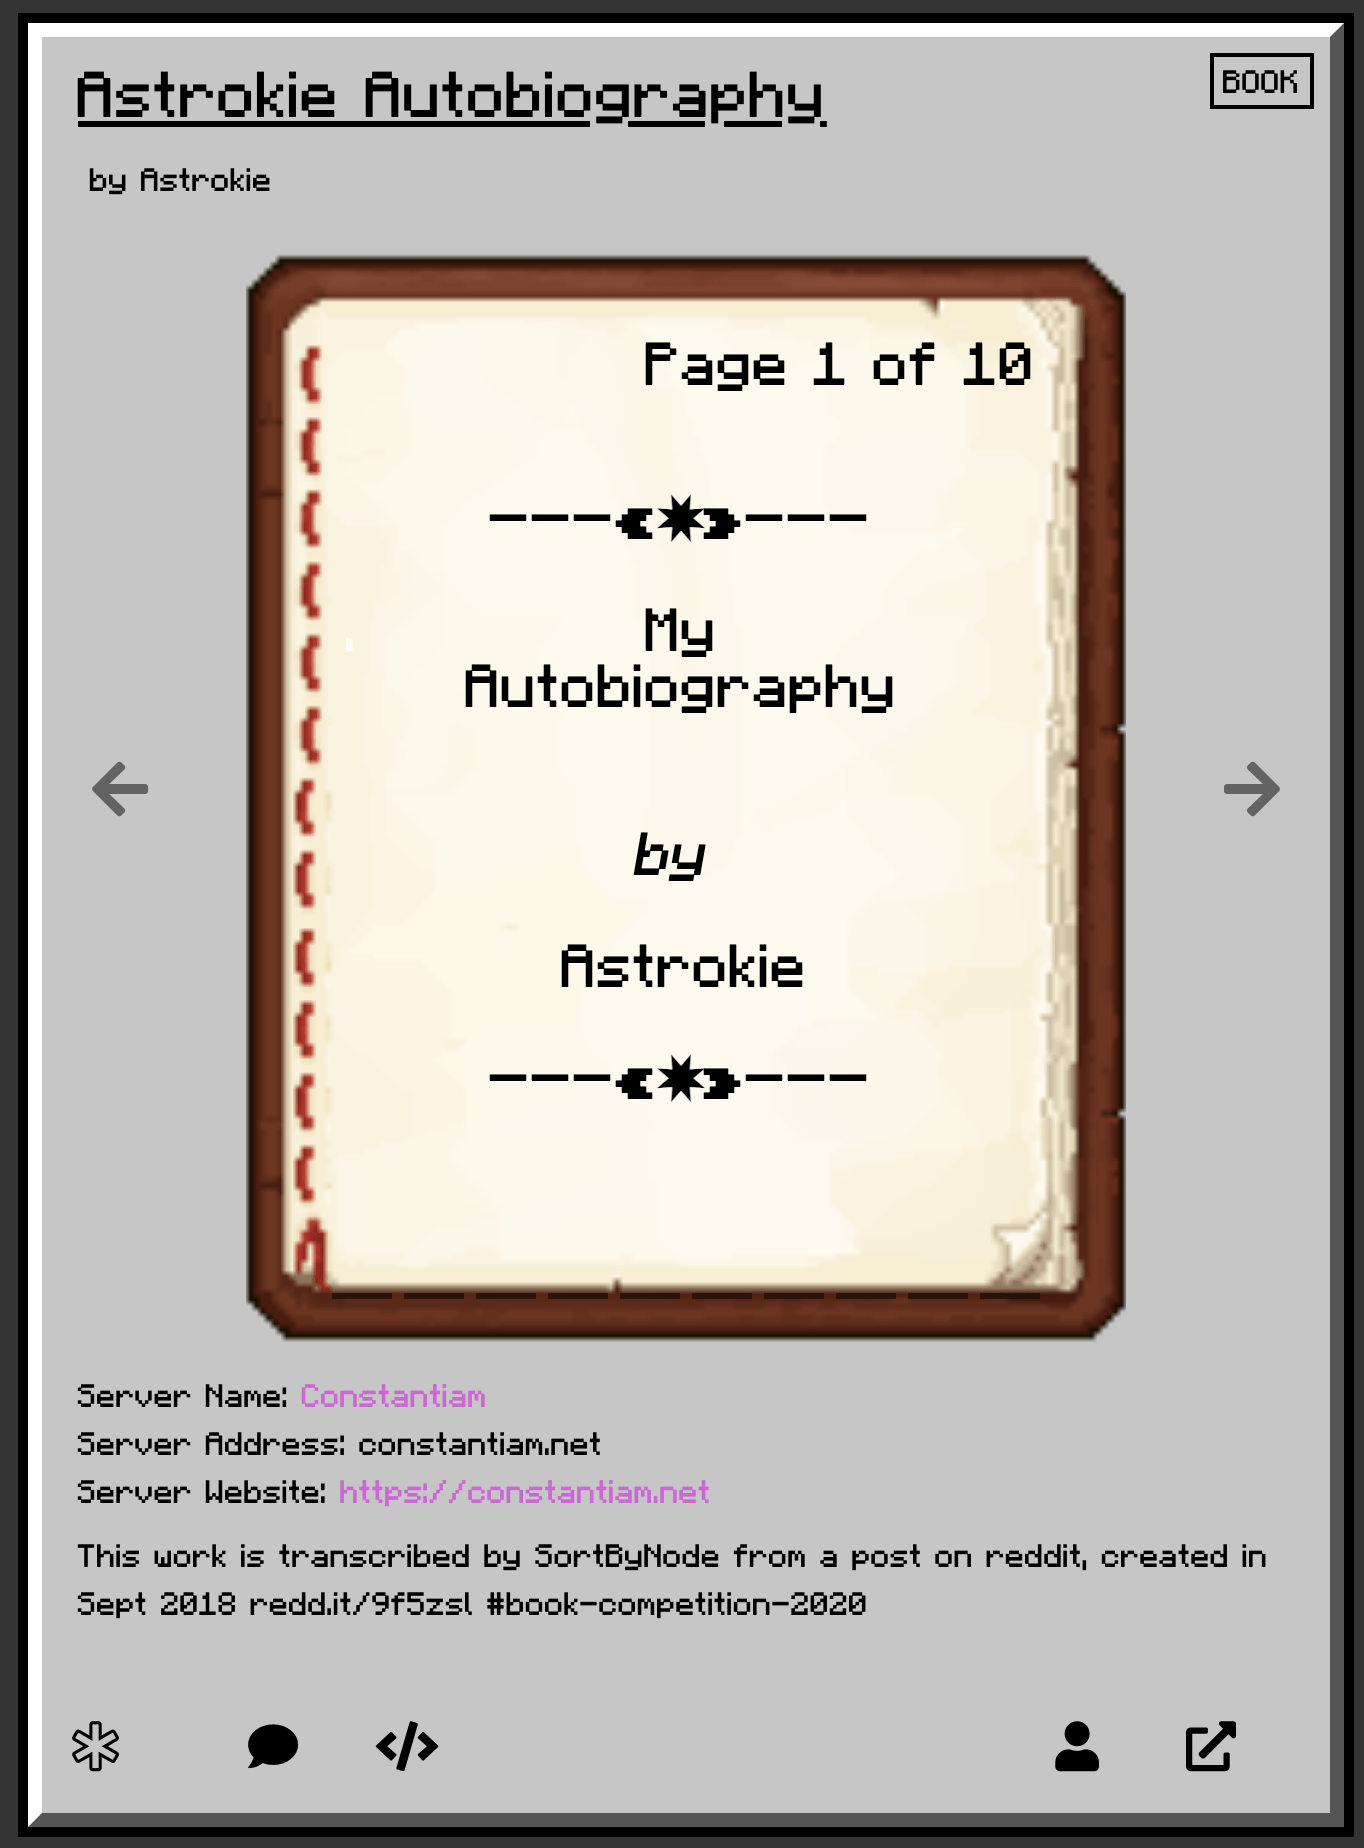 Astrokie Autobiography
BOOK
by Astrokie
Page 1 of 10
My
Autobiography
by
Astrokie
Server Name: Constantiam
Server Address: constantiam.net
Server Website: https://constantiam.net
This work is transcribed by SortByNode from a post on reddit, created in
Sept 2018 redd.it/9f5zsl #book-competition-2020